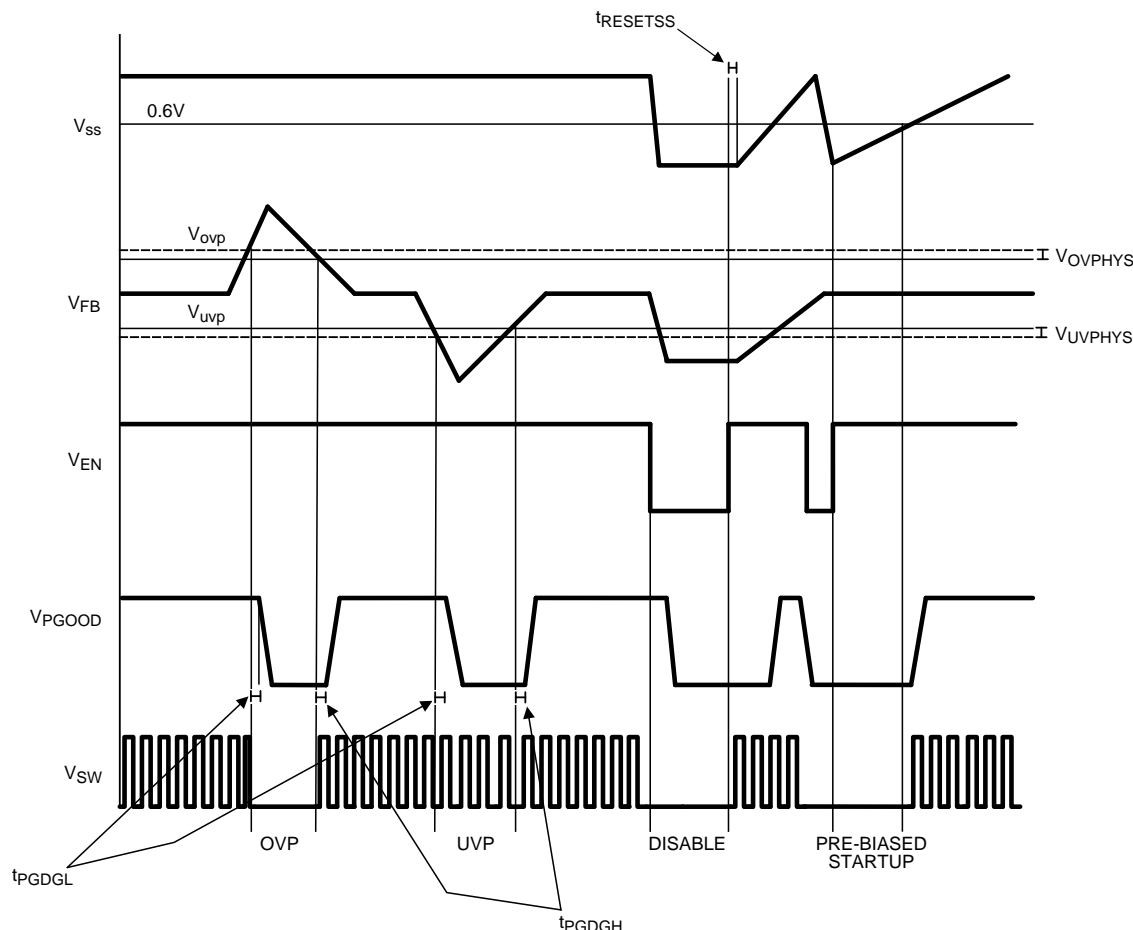 tRESETSS
0.6V
Vss
Vovp
VOVPHYS
VFB
Vuvp
VUVPHYS
VEN
VPGOOD
VSW
OVP
UVP
DISABLE
PRE-BIASED
STARTUP
tPGDGL
tPGDGH